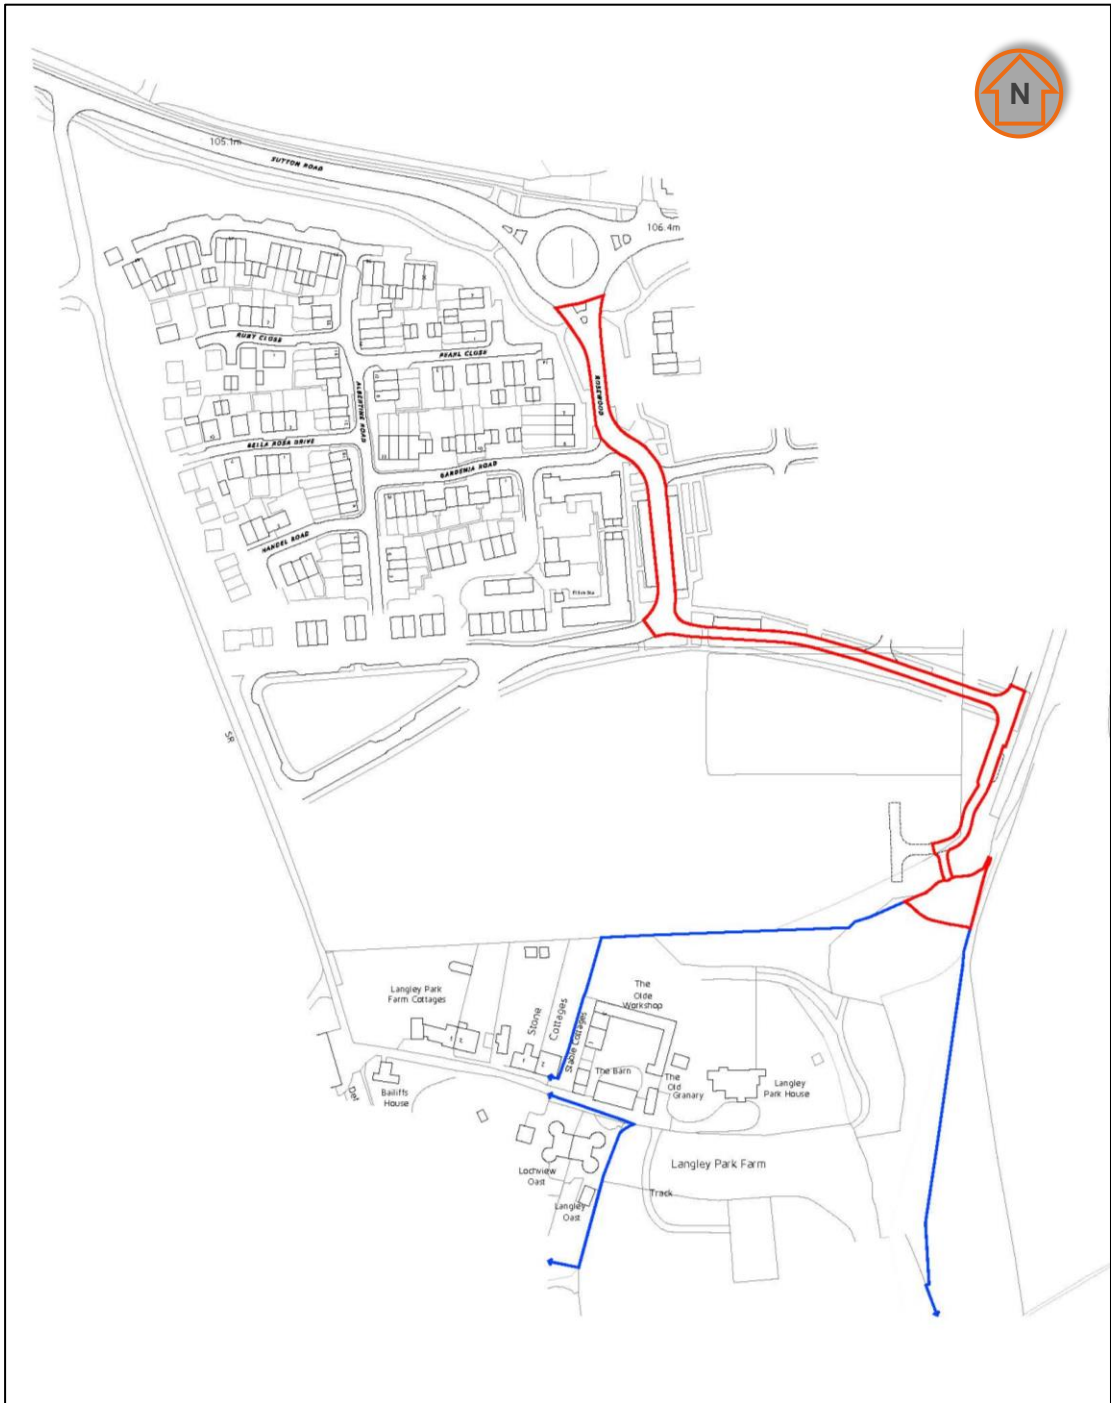 N
105.1m
SUTTON ROAD
106.4m
RUBY CLOSE
PEARL CLOSE
ROSEWOOD
ALBERTINE ROAD
BELLA ROSA DRIVE
GARDENIA ROAD
HANDEL ROAD
SR
Langley Park
Farm Cottages
Stone
Cottages
The
Olde
Workshop
Stable Cottages
The Barn
The
Old
Granary
Langley
Park House
Bailiffs
House
Def
Lochview
Oast
Langley Park Farm
Track
Langley
Oast